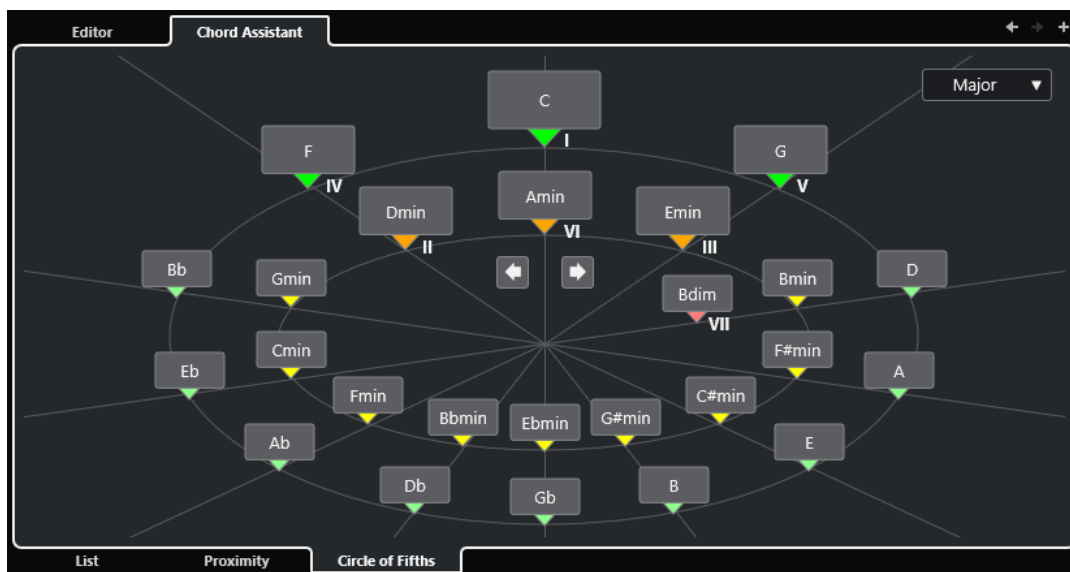 Editor
Chord Assistant
Major
C
I
F
IV
G
V
Dmin
II
Amin
VI
Emin
III
Bb
Gmin
Bdim
VII
Bmin
D
Eb
Cmin
F#min
A
Fmin
C#min
Ab
Bbmin
Ebmin
G#min
E
Db
Gb
B
List
Proximity
Circle of Fifths